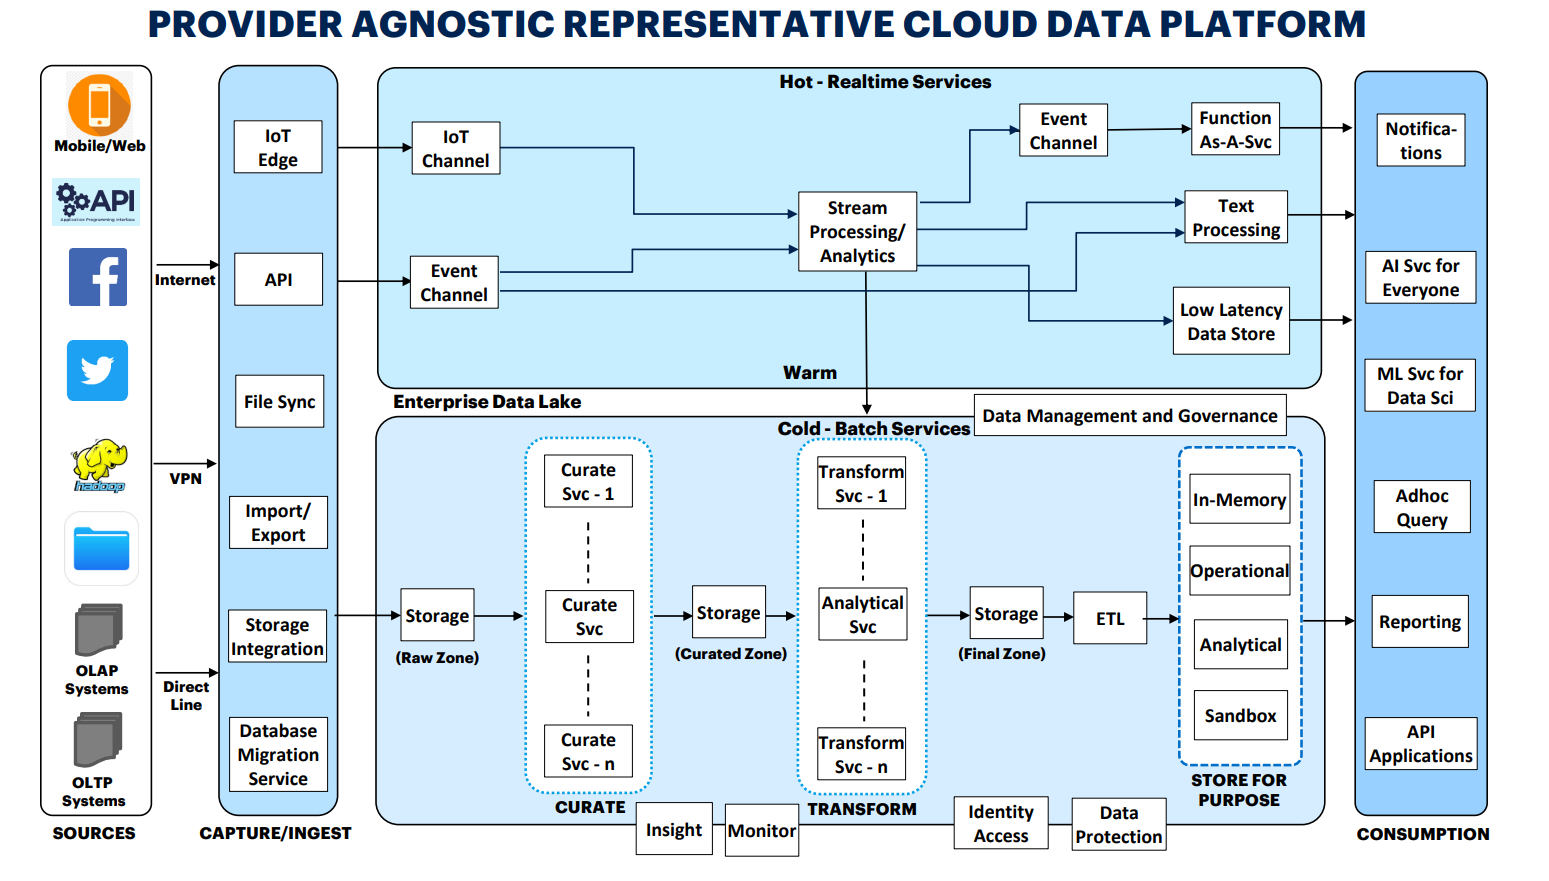 PROVIDER AGNOSTIC REPRESENTATIVE CLOUD DATA PLATFORM
Mobile/Web
API
Application Programming Interface
hadoop
OLAP
Systems
OLTP
Systems
SOURCES
Internet
VPN
Direct
Line
IoT
Edge
API
File Sync
Import/
Export
Storage
Integration
Database
Migration
Service
CAPTURE/INGEST
Hot - Realtime Services
IoT
Channel
Event
Channel
Stream
Processing/
Analytics
Event
Channel
Function
As-A-Svc
Text
Processing
Low Latency
Data Store
Warm
Enterprise Data Lake
Data Management and Governance
Cold - Batch Services
Storage
(Raw Zone)
Curate
Svc - 1
Curate
Svc
Curate
Svc - n
CURATE
Storage
(Curated Zone)
Transform
Svc - 1
Analytical
Svc
Transform
Svc - n
TRANSFORM
Storage
(Final Zone)
ETL
In-Memory
Operational
Analytical
Sandbox
STORE FOR
PURPOSE
Insight
Monitor
Identity
Access
Data
Protection
Notifica-
tions
AI Svc for
Everyone
ML Svc for
Data Sci
Adhoc
Query
Reporting
API
Applications
CONSUMPTION